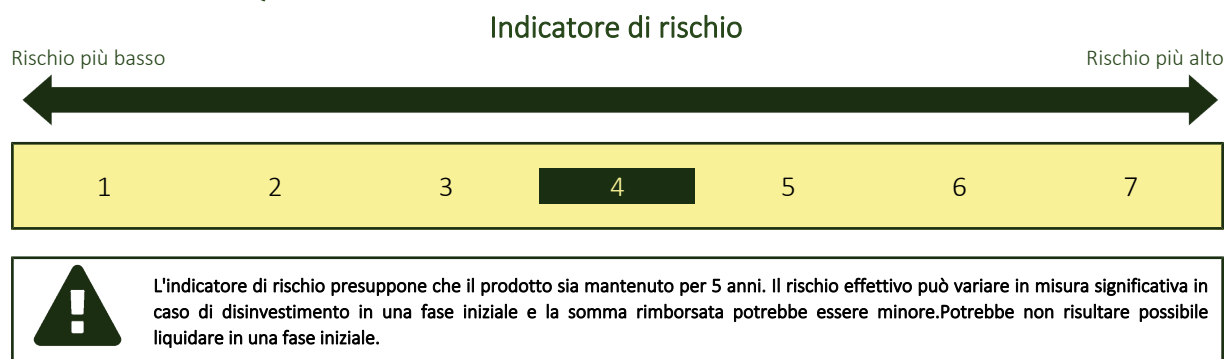 Indicatore di rischio
Rischio più basso
Rischio più alto
1 2 3 4 5 6 7
L'indicatore di rischio presuppone che il prodotto sia mantenuto per 5 anni. Il rischio effettivo può variare in misura significativa in
caso di disinvestimento in una fase iniziale e la somma rimborsata potrebbe essere minore.Potrebbe non risultare possibile
liquidare in una fase iniziale.